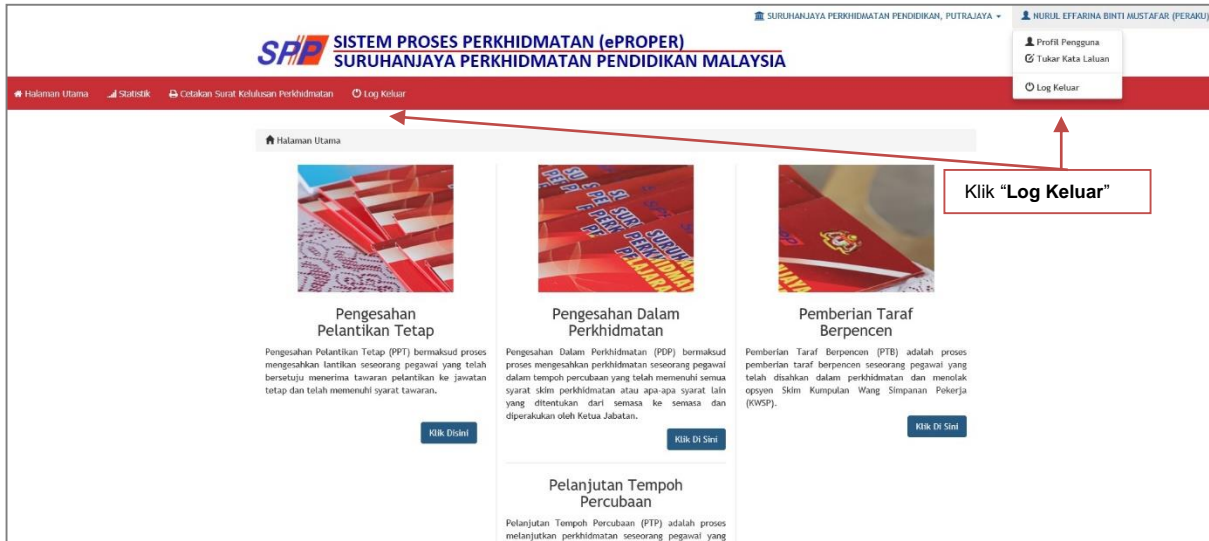 SURUHANJAYA PERKHIDMATAN PENDIDIKAN, PUTRAJAYA
NURUL EFFARINA BINTI MUSTAFAR (PERAKU)
Profil Pengguna
Tukar Kata Laluan
Log Keluar
SPP
SISTEM PROSES PERKHIDMATAN (ePROPER)
SURUHANJAYA PERKHIDMATAN PENDIDIKAN MALAYSIA
Halaman Utama
Statistik
Cetakan Surat Kelulusan Perkhidmatan
Log Keluar
Halaman Utama
Klik “Log Keluar”
Pengesahan
Pelantikan Tetap
Pengesahan Pelantikan Tetap (PPT) bermaksud proses
mengesahkan lantikan seseorang pegawai yang telah
bersetuju menerima tawaran pelantikan ke jawatan
tetap dan telah memenuhi syarat tawaran.
Klik Disini
Pengesahan Dalam
Perkhidmatan
Pengesahan Dalam Perkhidmatan (PDP) bermaksud
proses mengesahkan perkhidmatan seseorang pegawai
dalam tempoh percubaan yang telah memenuhi semua
syarat skim perkhidmatan atau apa-apa syarat lain
yang ditentukan dari semasa ke semasa dan
diperakukan oleh Ketua Jabatan.
Klik Di Sini
Pelanjutan Tempoh
Percubaan
Pelanjutan Tempoh Percubaan (PTP) adalah proses
melanjutkan perkhidmatan seseorang pegawai yang
Pemberian Taraf
Berpencen
Pemberian Taraf Berpencen (PTB) adalah proses
pemberian taraf berpencen seseorang pegawai yang
telah disahkan dalam perkhidmatan dan menolak
opsyen Skim Kumpulan Wang Simpanan Pekerja
(KWSP).
Klik Di Sini